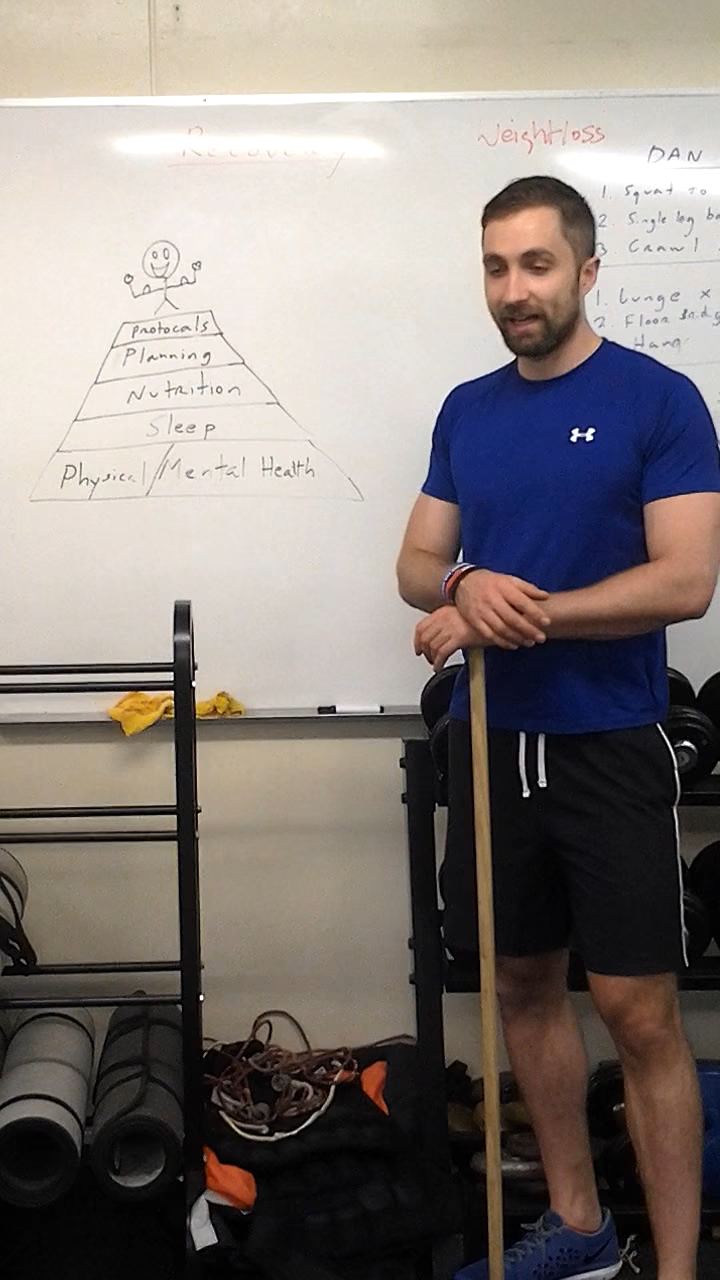 Recovery
Weightloss
protocals
Planning
Nutrition
Sleep
Physical/Mental Health
DAN
1. Squat to
2. Single leg
3 Crawl
1. Lunge x
2. Floor
Hang